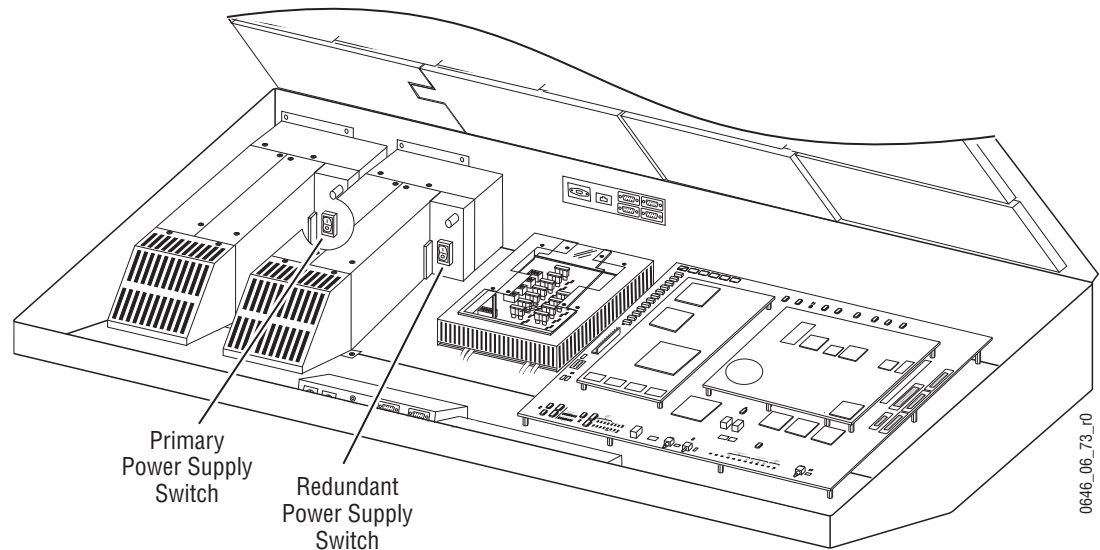 Primary
Power Supply
Switch
Redundant
Power Supply
Switch
0646_06_73_r0